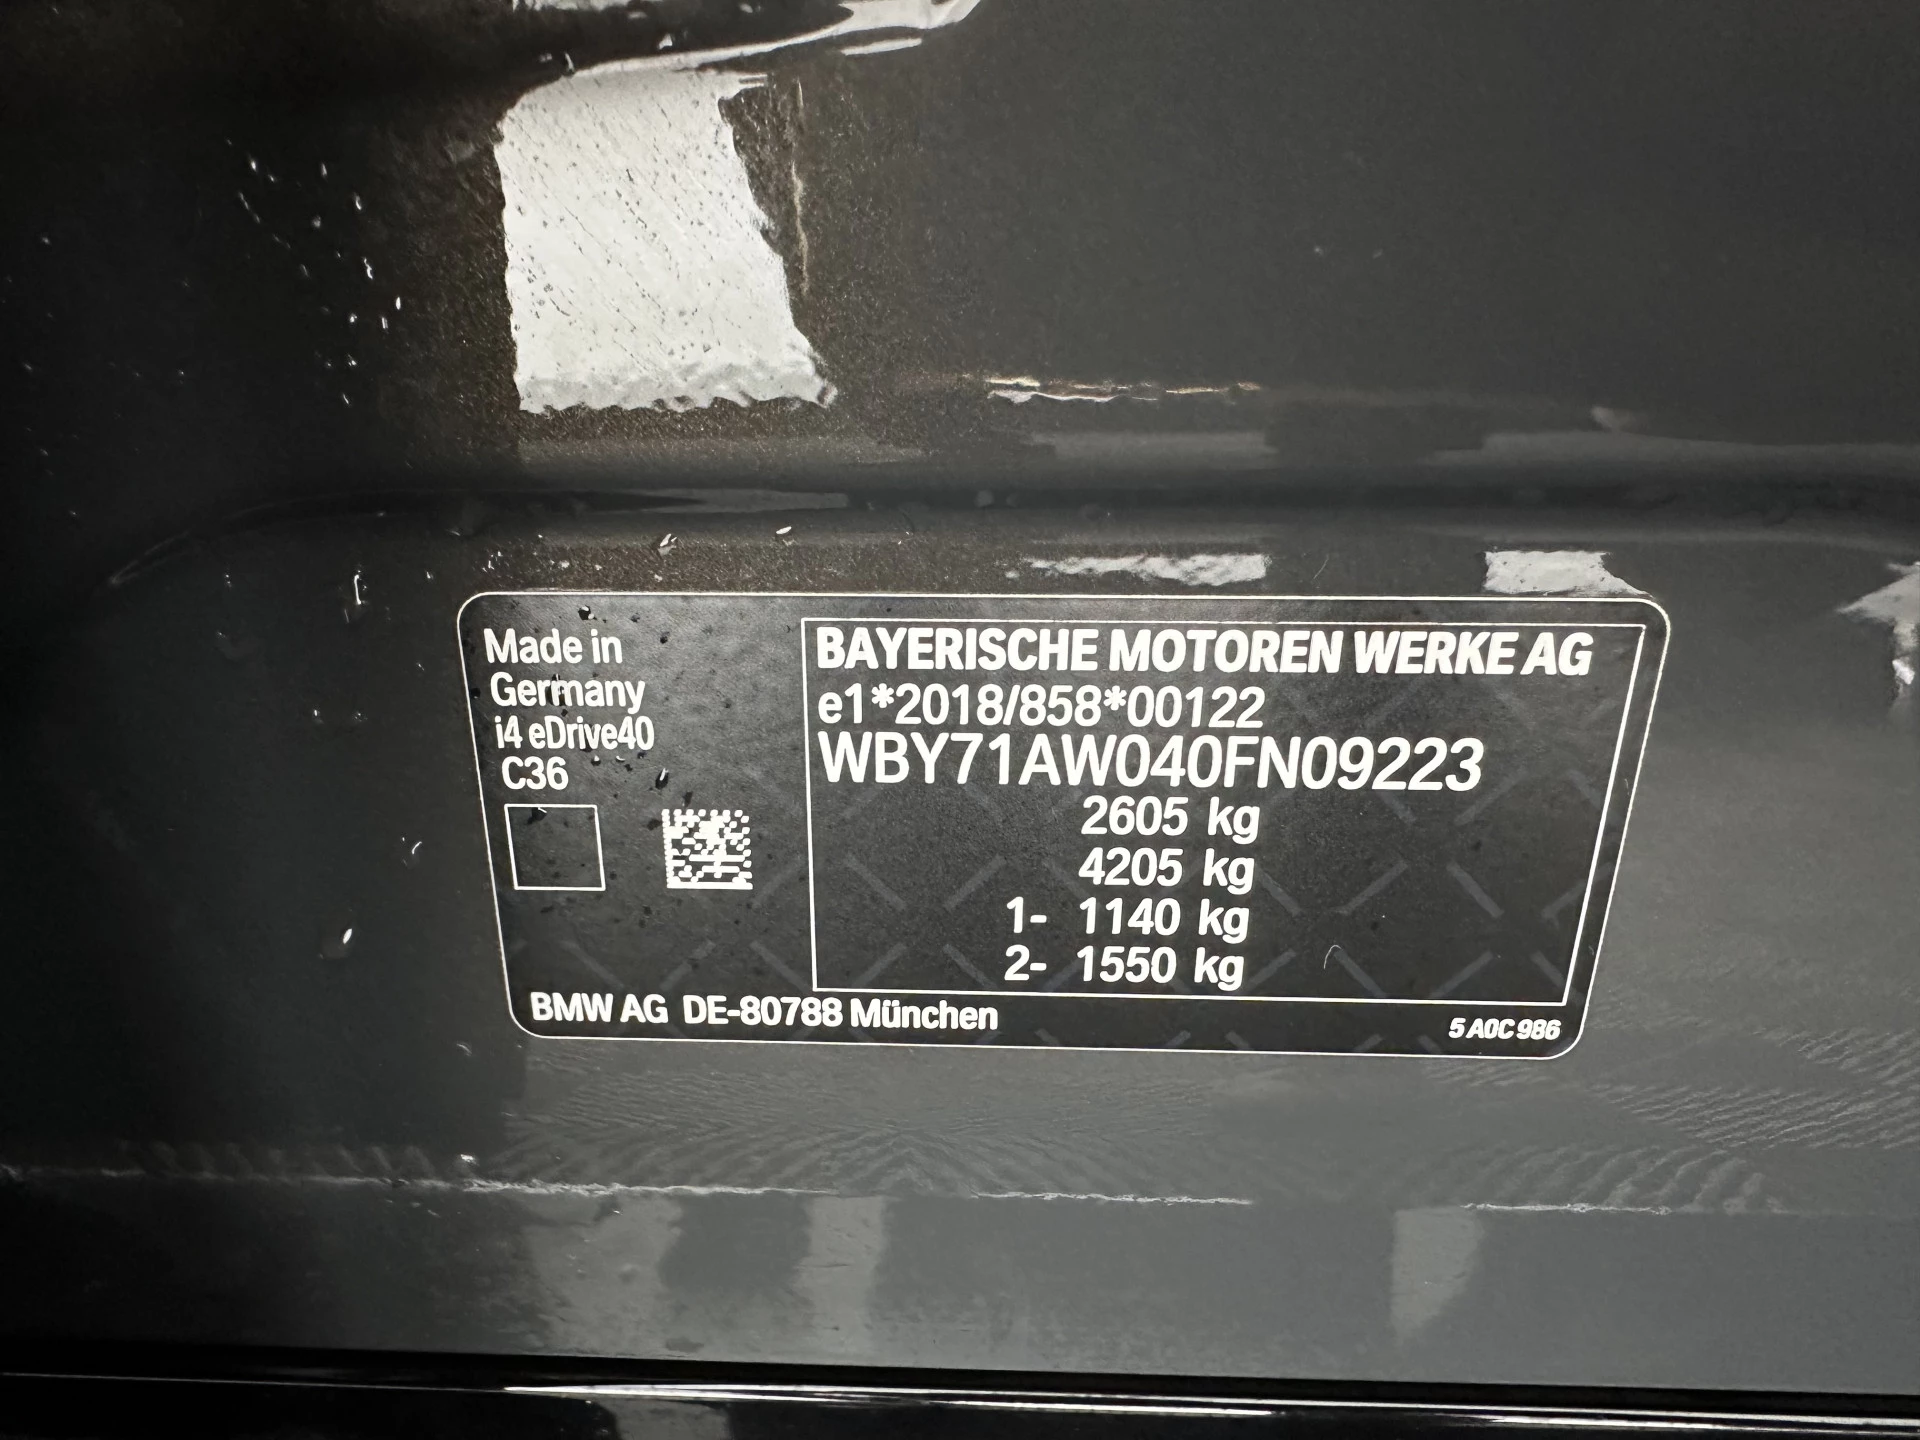 Made in
Germany
i4 eDrive40
C36
BAYERISCHE MOTOREN WERKE AG
e1*2018/858*00122
WBY71AW040FN09223
2605 kg
4205 kg
1- 1140 kg
2- 1550 kg
BMW AG DE-80788 München
5 A0C 986